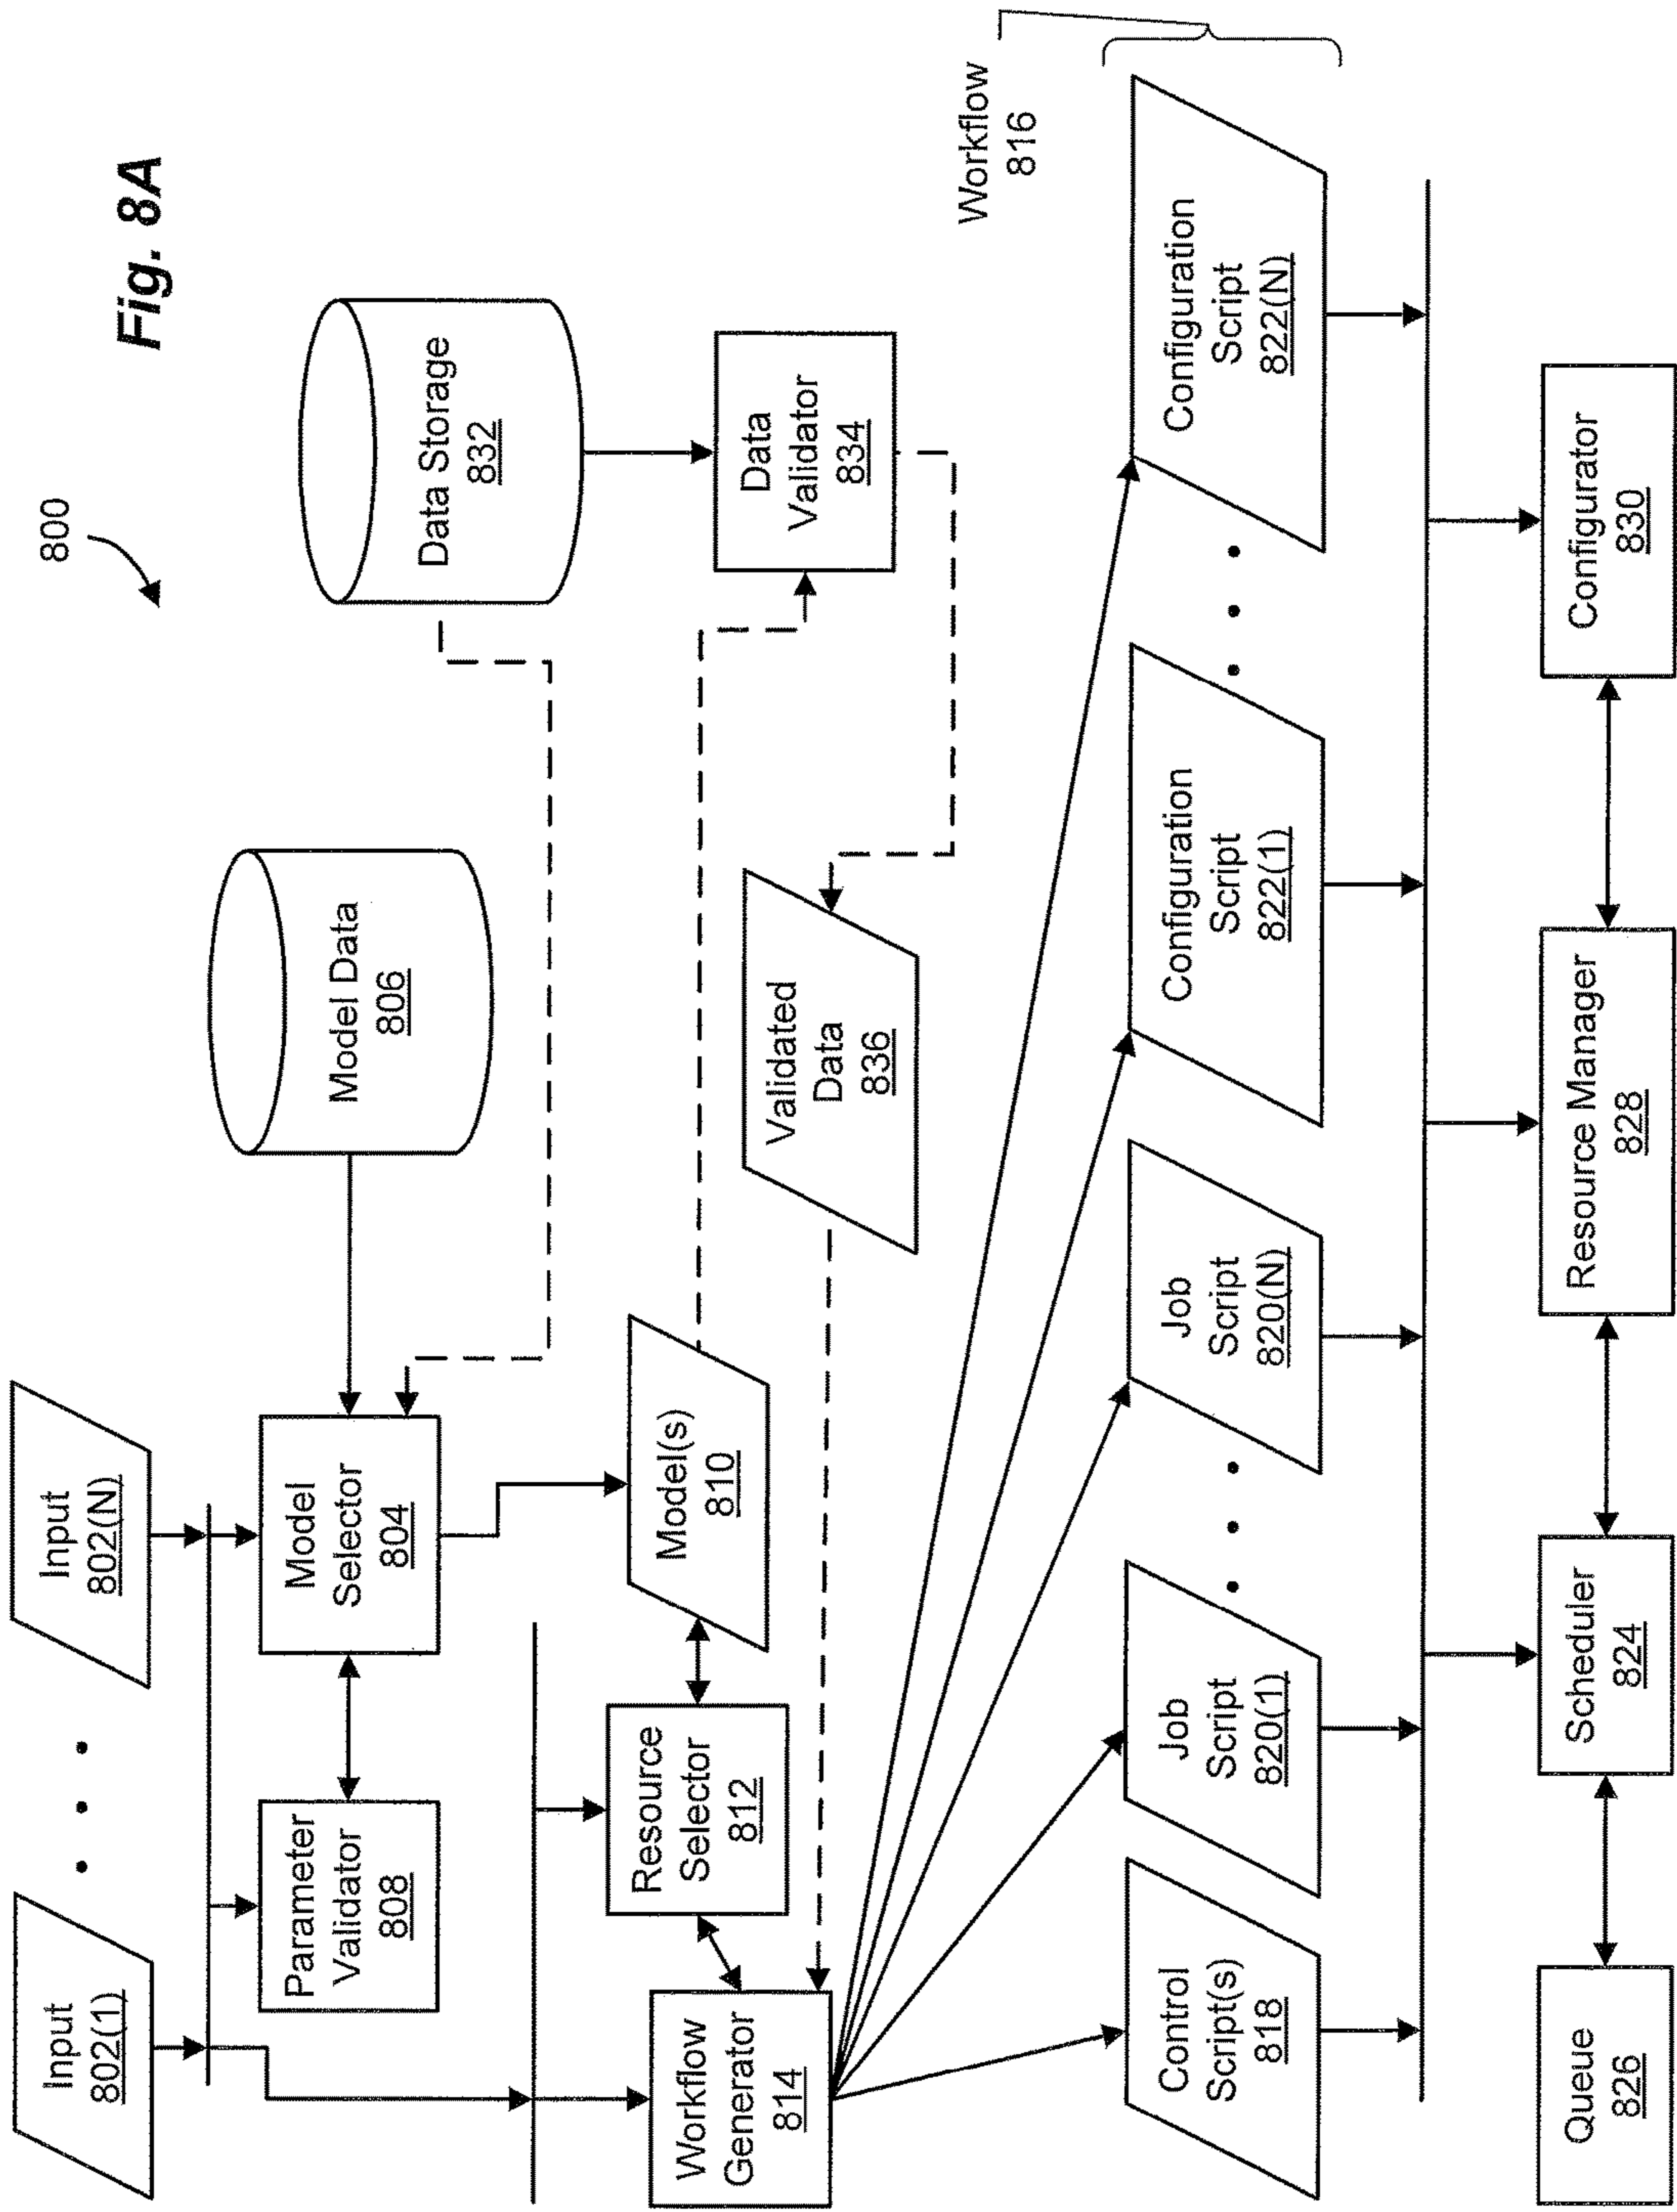 Fig. 8A
800
Input
802(1)
Input
802(N)
Parameter
Validator
808
Model
Selector
804
Model Data
806
Data Storage
832
Resource
Selector
812
Model(s)
810
Data
Validator
834
Workflow
Generator
814
Validated
Data
836
Workflow
816
Control
Script(s)
818
Job
Script
820(1)
Job
Script
820(N)
Configuration
Script
822(1)
Configuration
Script
822(N)
Queue
826
Scheduler
824
Resource Manager
828
Configurator
830